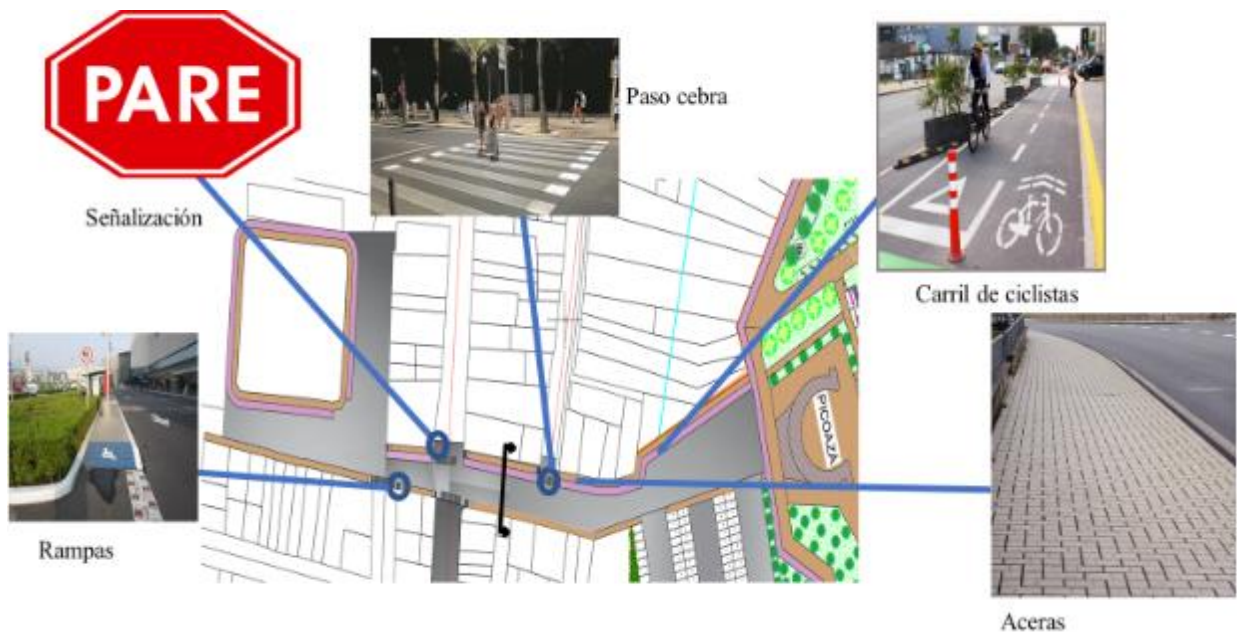 PARE
Paso cebra
Señalización
Carril de ciclistas
PICOAZA
Rampas
Aceras